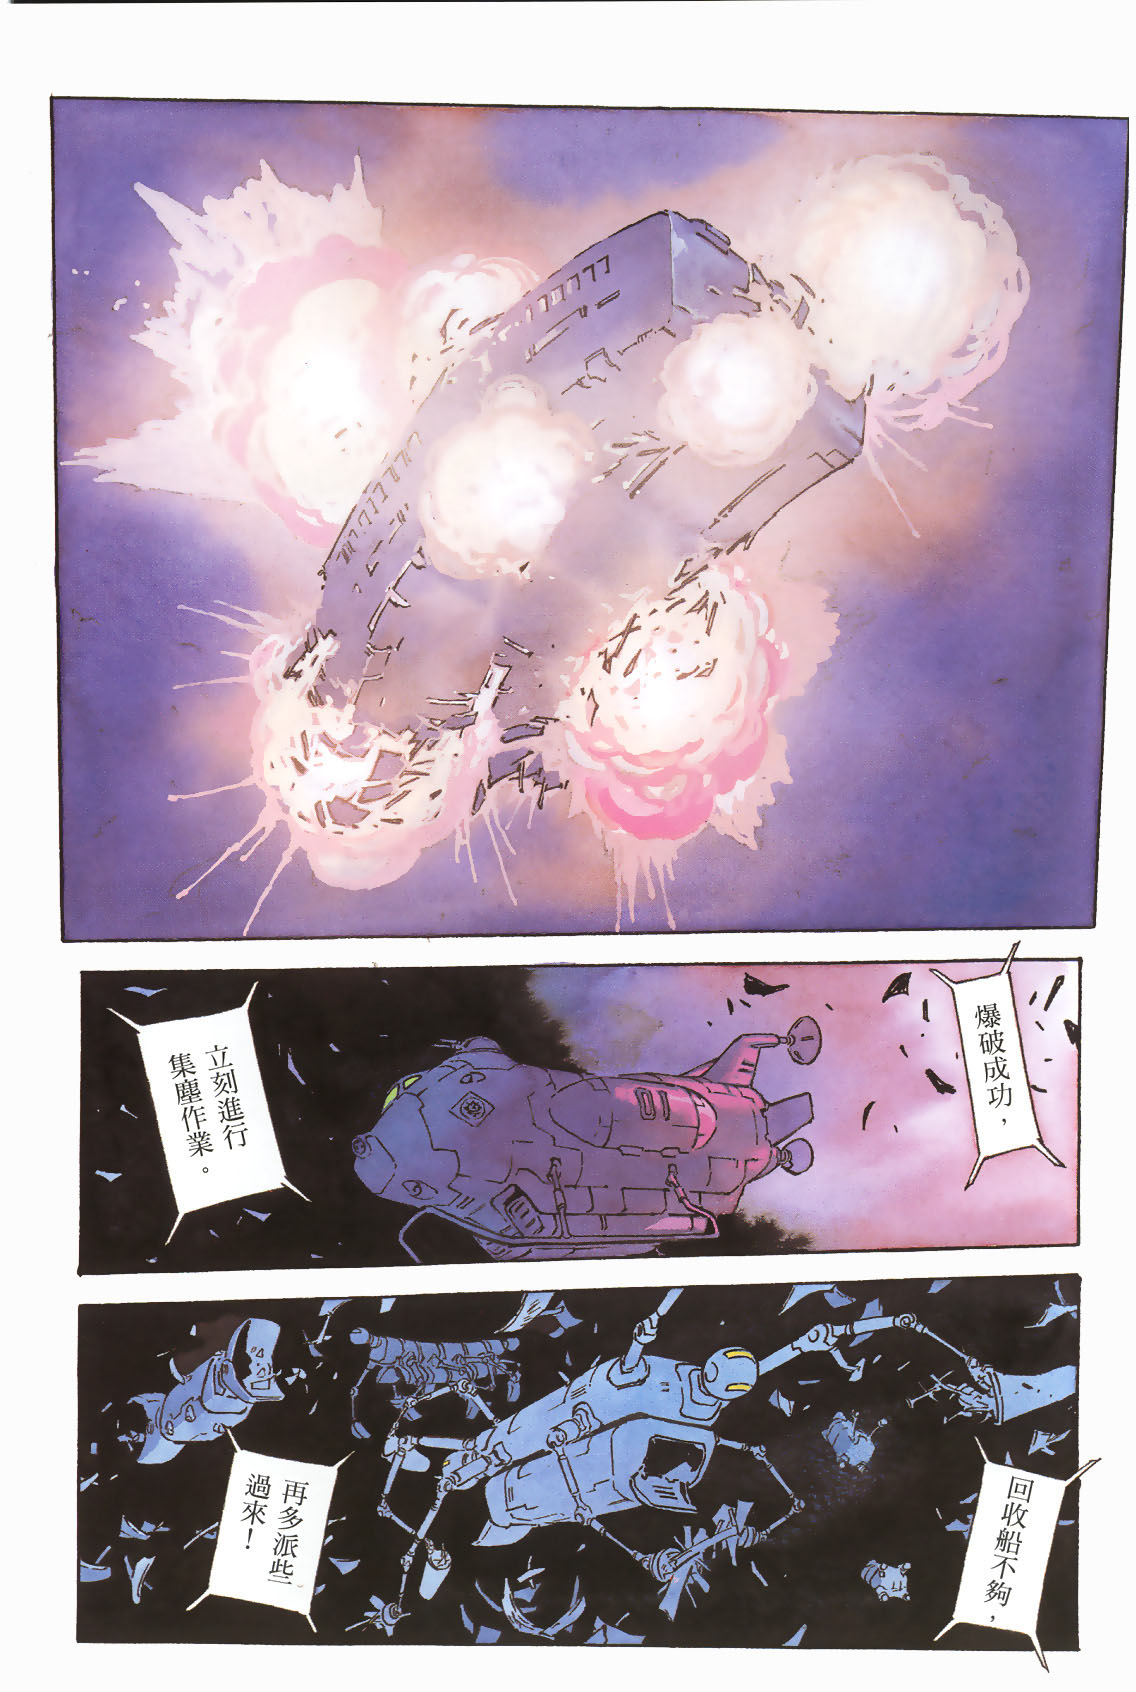 爆破成功，
立刻進行
集塵作業。
回收船不夠，
再多派些
過來！